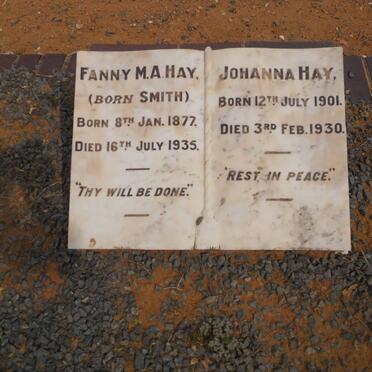 FANNY M.A. HAY,
(BORN SMITH)
BORN 8TH JAN. 1877.
DIED 16TH JULY 1935.
"THY WILL BE DONE."
JOHANNA HAY,
BORN 12TH JULY 1901.
DIED 3RD FEB. 1930.
"REST IN PEACE."